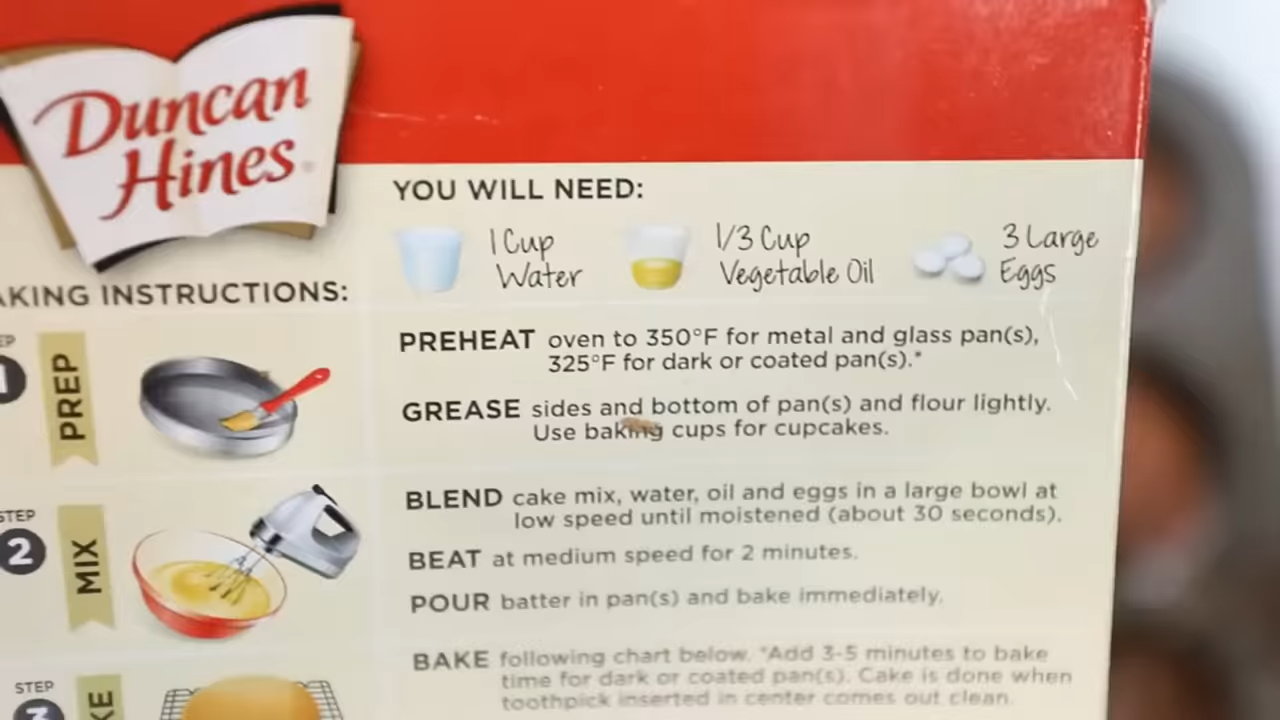 Duncan
Hines
YOU WILL NEED:
1 Cup
Water
1/3 Cup
Vegetable Oil
3 Large
Eggs
AKING INSTRUCTIONS:
EP
1
PREP
PREHEAT oven to 350°F for metal and glass pan(s),
325°F for dark or coated pan(s).*
GREASE sides and bottom of pan(s) and flour lightly.
Use baking cups for cupcakes.
STEP
2
MIX
BLEND cake mix, water, oil and eggs in a large bowl at
low speed until moistened (about 30 seconds).
BEAT at medium speed for 2 minutes.
POUR batter in pan(s) and bake immediately.
STEP
3
KE
BAKE following chart below. *Add 3-5 minutes to bake
time for dark or coated pan(s). Cake is done when
toothpick inserted in center comes out clean.